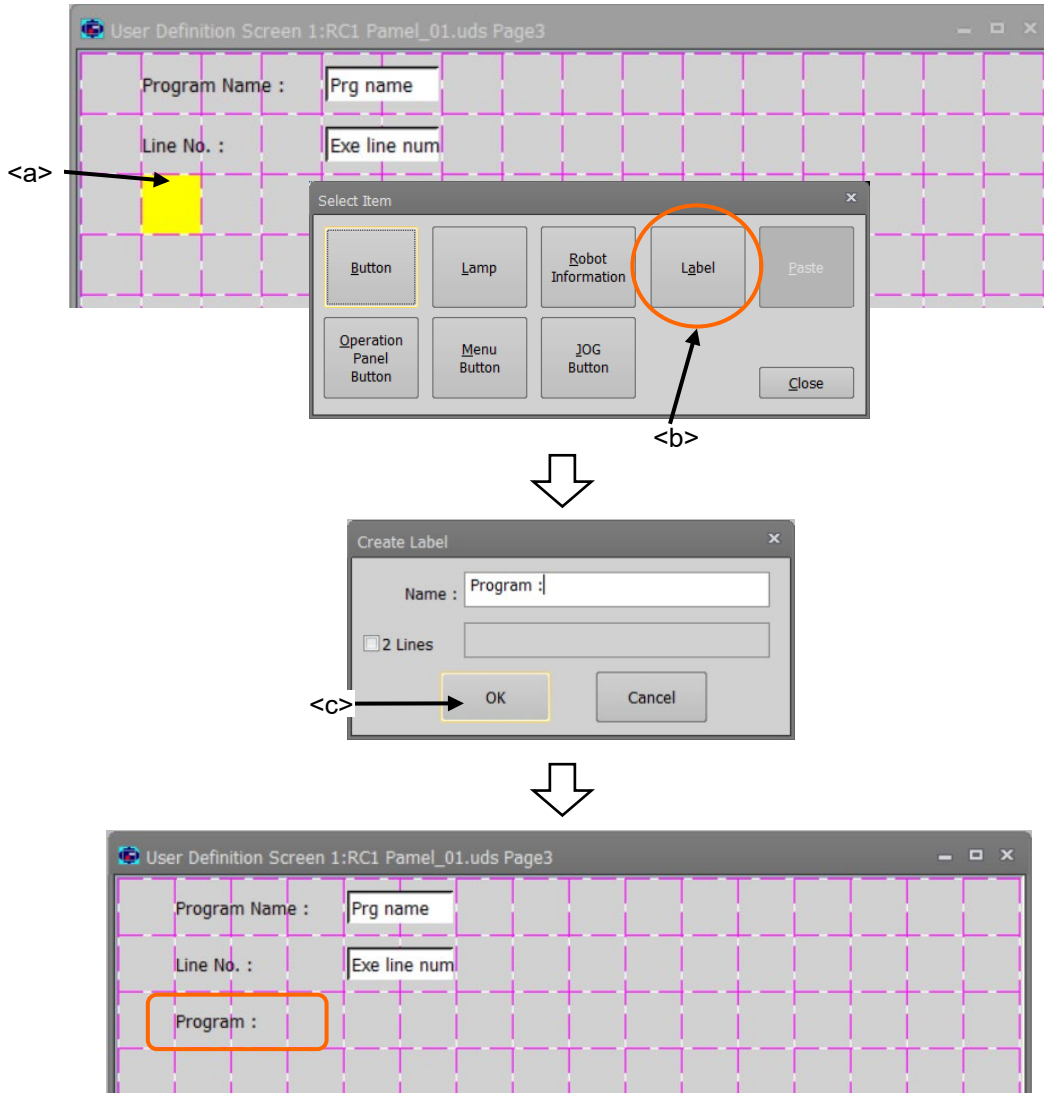 User Definition Screen 1:RC1 Pamel_01.uds Page3
Program Name : Prg name
Line No. : Exe line num
<a>
Select Item
Button Lamp Robot Information Label Paste
Operation Panel Button Menu Button JOG Button Close
<b>
Create Label
Name : Program :
2 Lines
<c> OK Cancel
User Definition Screen 1:RC1 Pamel_01.uds Page3
Program Name : Prg name
Line No. : Exe line num
Program :